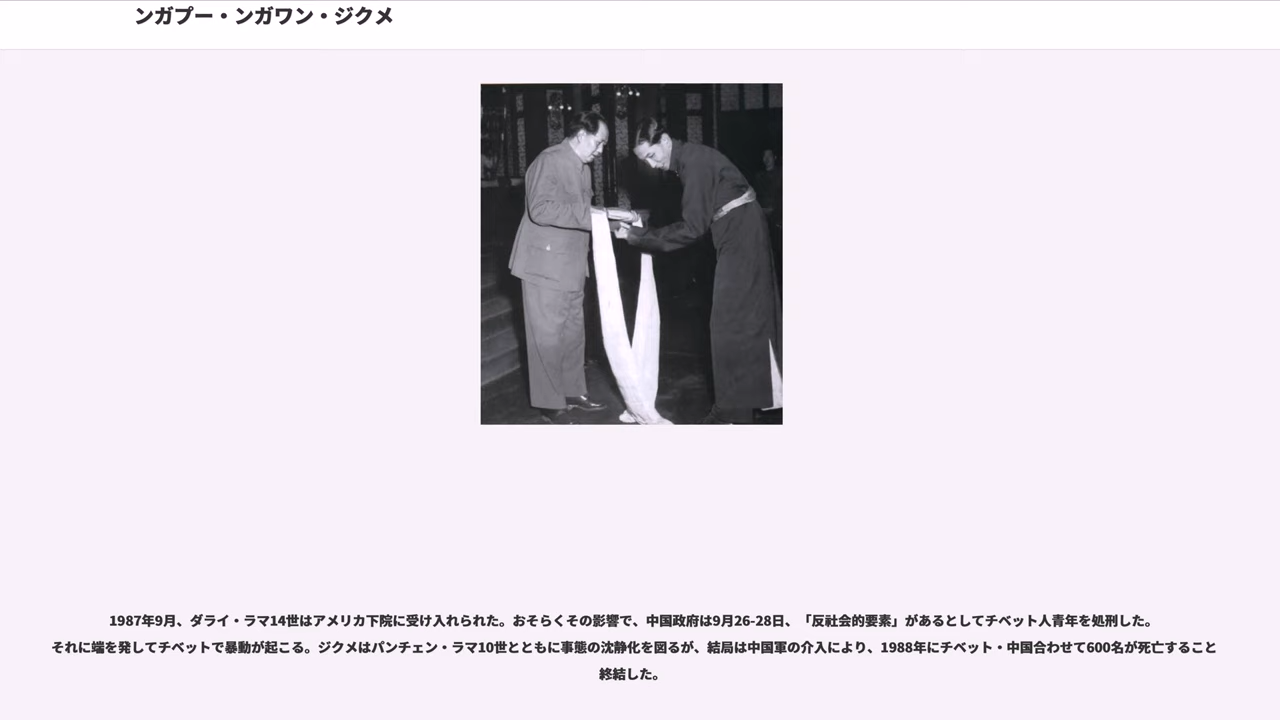 ンガプー・ンガワン・ジクメ
1987年9月、ダライ・ラマ14世はアメリカ下院に受け入れられた。おそらくその影響で、中国政府は9月26-28日、「反社会的要素」があるとしてチベット人青年を処刑した。
それに端を発してチベットで暴動が起こる。ジクメはパンチェン・ラマ10世とともに事態の沈静化を図るが、結局は中国軍の介入により、1988年にチベット・中国合わせて600名が死亡すること
終結した。